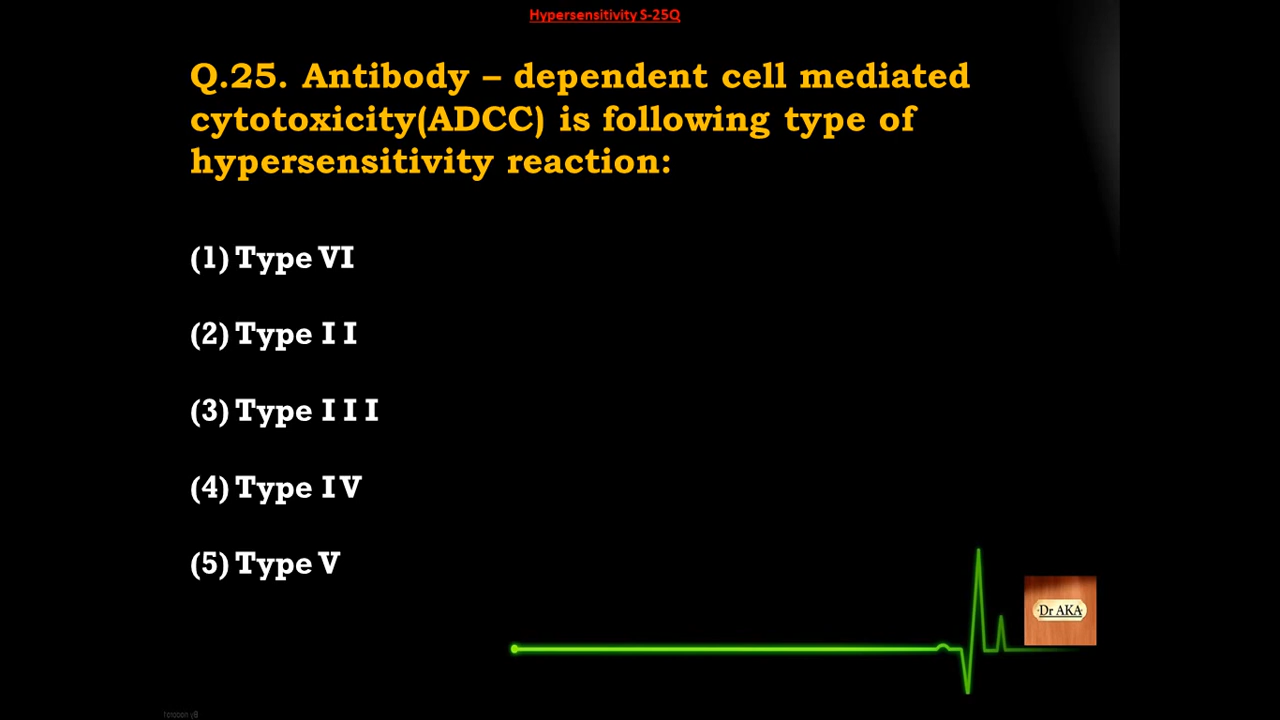 Hypersensitivity S-25Q
Q.25. Antibody – dependent cell mediated
cytotoxicity(ADCC) is following type of
hypersensitivity reaction:
(1) Type VI
(2) Type I I
(3) Type I I I
(4) Type I V
(5) Type V
Dr AKA